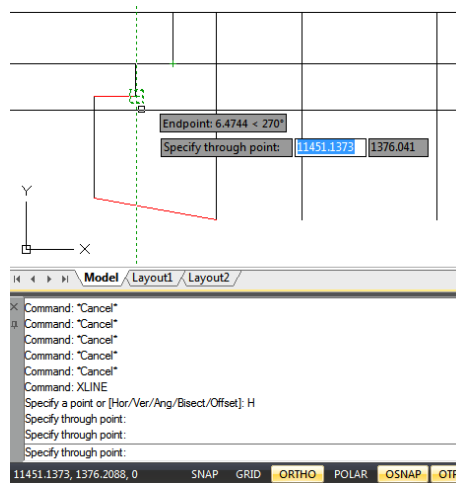 Endpoint: 6.4744 < 270°
Specify through point: 11451.1373 1376.041
Y
X
Model Layout1 Layout2
Command: *Cancel*
Command: *Cancel*
Command: *Cancel*
Command: *Cancel*
Command: *Cancel*
Command: XLINE
Specify a point or [Hor/Ver/Ang/Bisect/Offset]: H
Specify through point:
Specify through point:
Specify through point:
11451.1373, 1376.2088, 0 SNAP GRID ORTHO POLAR OSNAP OTR